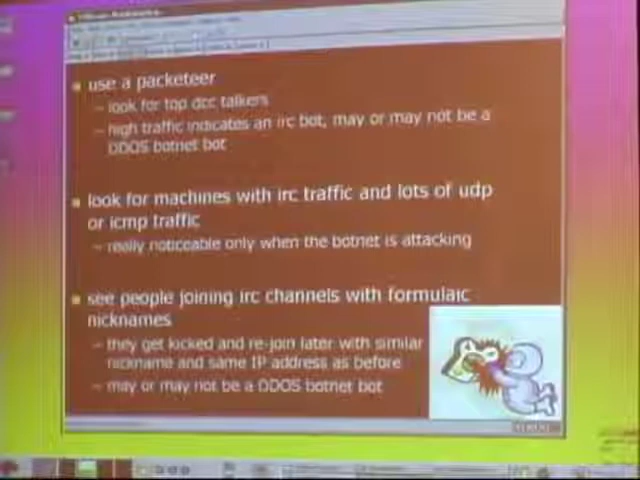 use a packeteer
– look for top dcc talkers
– high traffic indicates an irc bot, may or may not be a
DDOS botnet bot
look for machines with irc traffic and lots of udp
or icmp traffic
– really noticeable only when the botnet is attacking
see people joining irc channels with formulaic
nicknames
– they get kicked and re-join later with similar
nickname and same IP address as before
– may or may not be a DDOS botnet bot